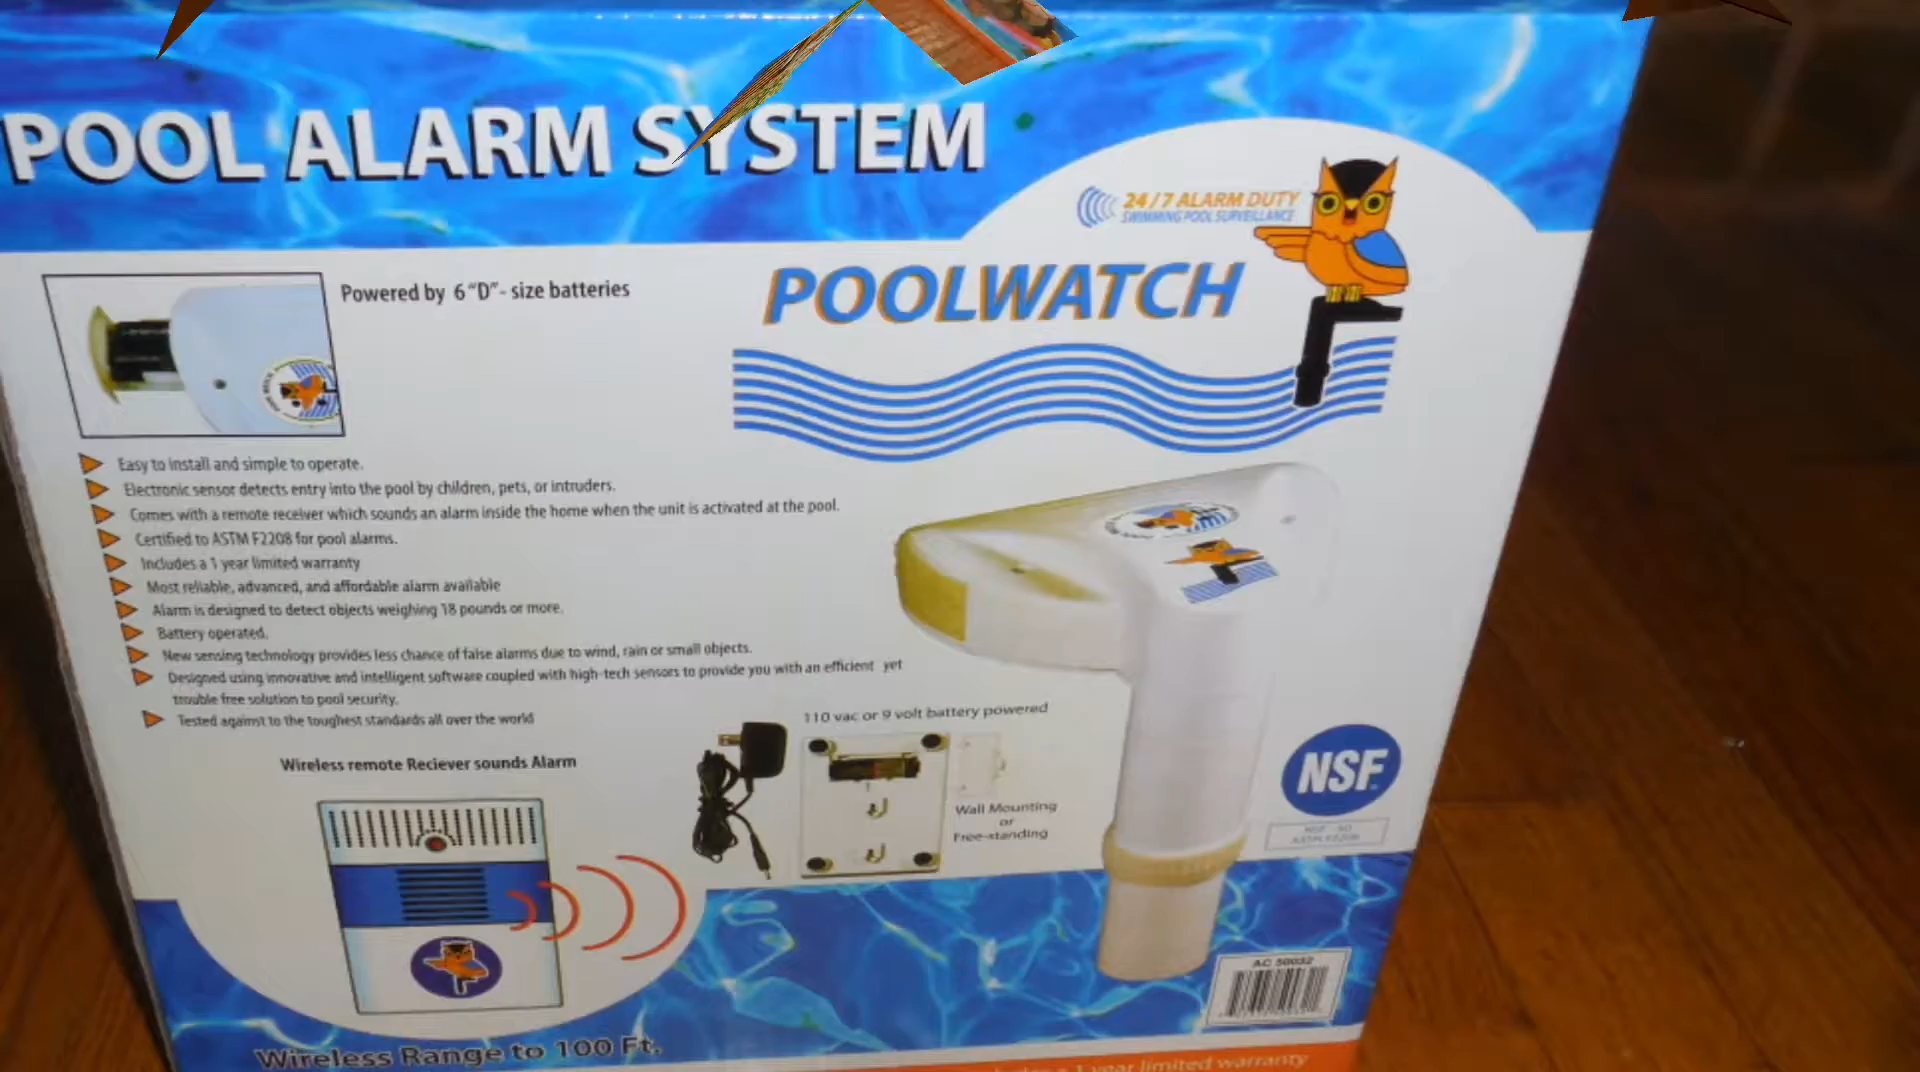 POOL ALARM SYSTEM
24/7 ALARM DUTY
SWIMMING POOL SURVEILLANCE
POOLWATCH
Powered by 6 "D"- size batteries
Easy to install and simple to operate.
Electronic sensor detects entry into the pool by children, pets, or intruders.
Comes with a remote receiver which sounds an alarm inside the home when the unit is activated at the pool.
Certified to ASTM F2208 for pool alarms.
Includes a 1 year limited warranty
Most reliable, advanced, and affordable alarm available
Alarm is designed to detect objects weighing 18 pounds or more.
Battery operated.
New sensing technology provides less chance of false alarms due to wind, rain or small objects.
Designed using innovative and intelligent software coupled with high-tech sensors to provide you with an efficient yet
trouble free solution to pool security.
Tested against to the toughest standards all over the world
110 vac or 9 volt battery powered
Wireless remote Reciever sounds Alarm
Wall Mounting
or
Free-standing
NSF
AC 50032
Wireless Range to 100 Ft.
a 1 year limited warranty